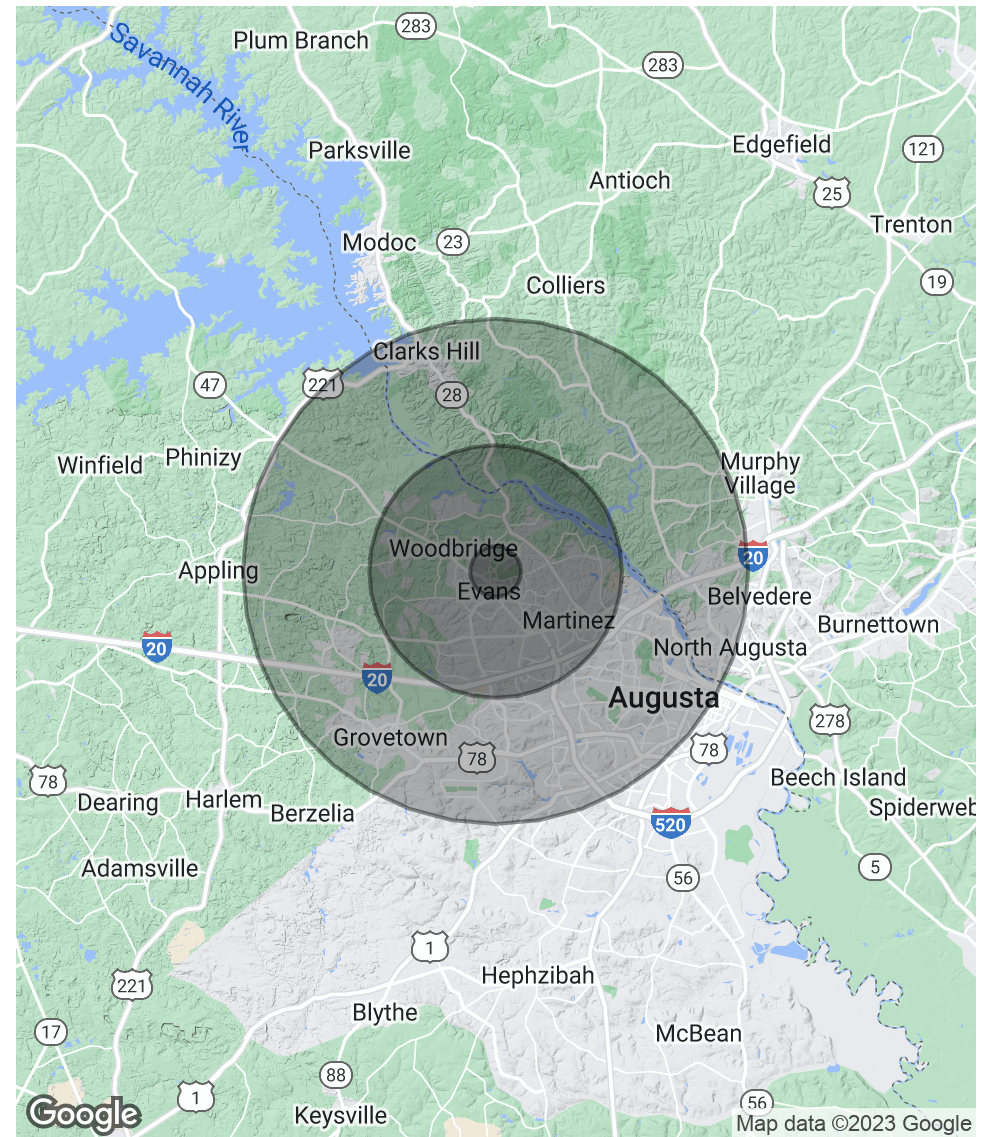 283
Plum Branch
Savannah River
283
Edgefield
121
Parksville
Antioch
25
Trenton
Modoc
23
19
Colliers
Clarks Hill
221
47
28
Winfield
Phinizy
Murphy
Village
Woodbridge
20
Appling
Evans
Belvedere
Martinez
Burnettown
20
North Augusta
20
Augusta
278
Grovetown
78
78
78
Beech Island
Dearing
Harlem
Berzelia
Spiderweb
520
Adamsville
5
56
1
Hephzibah
221
Blythe
17
McBean
88
1
56
Google
Keysville
Map data ©2023 Google